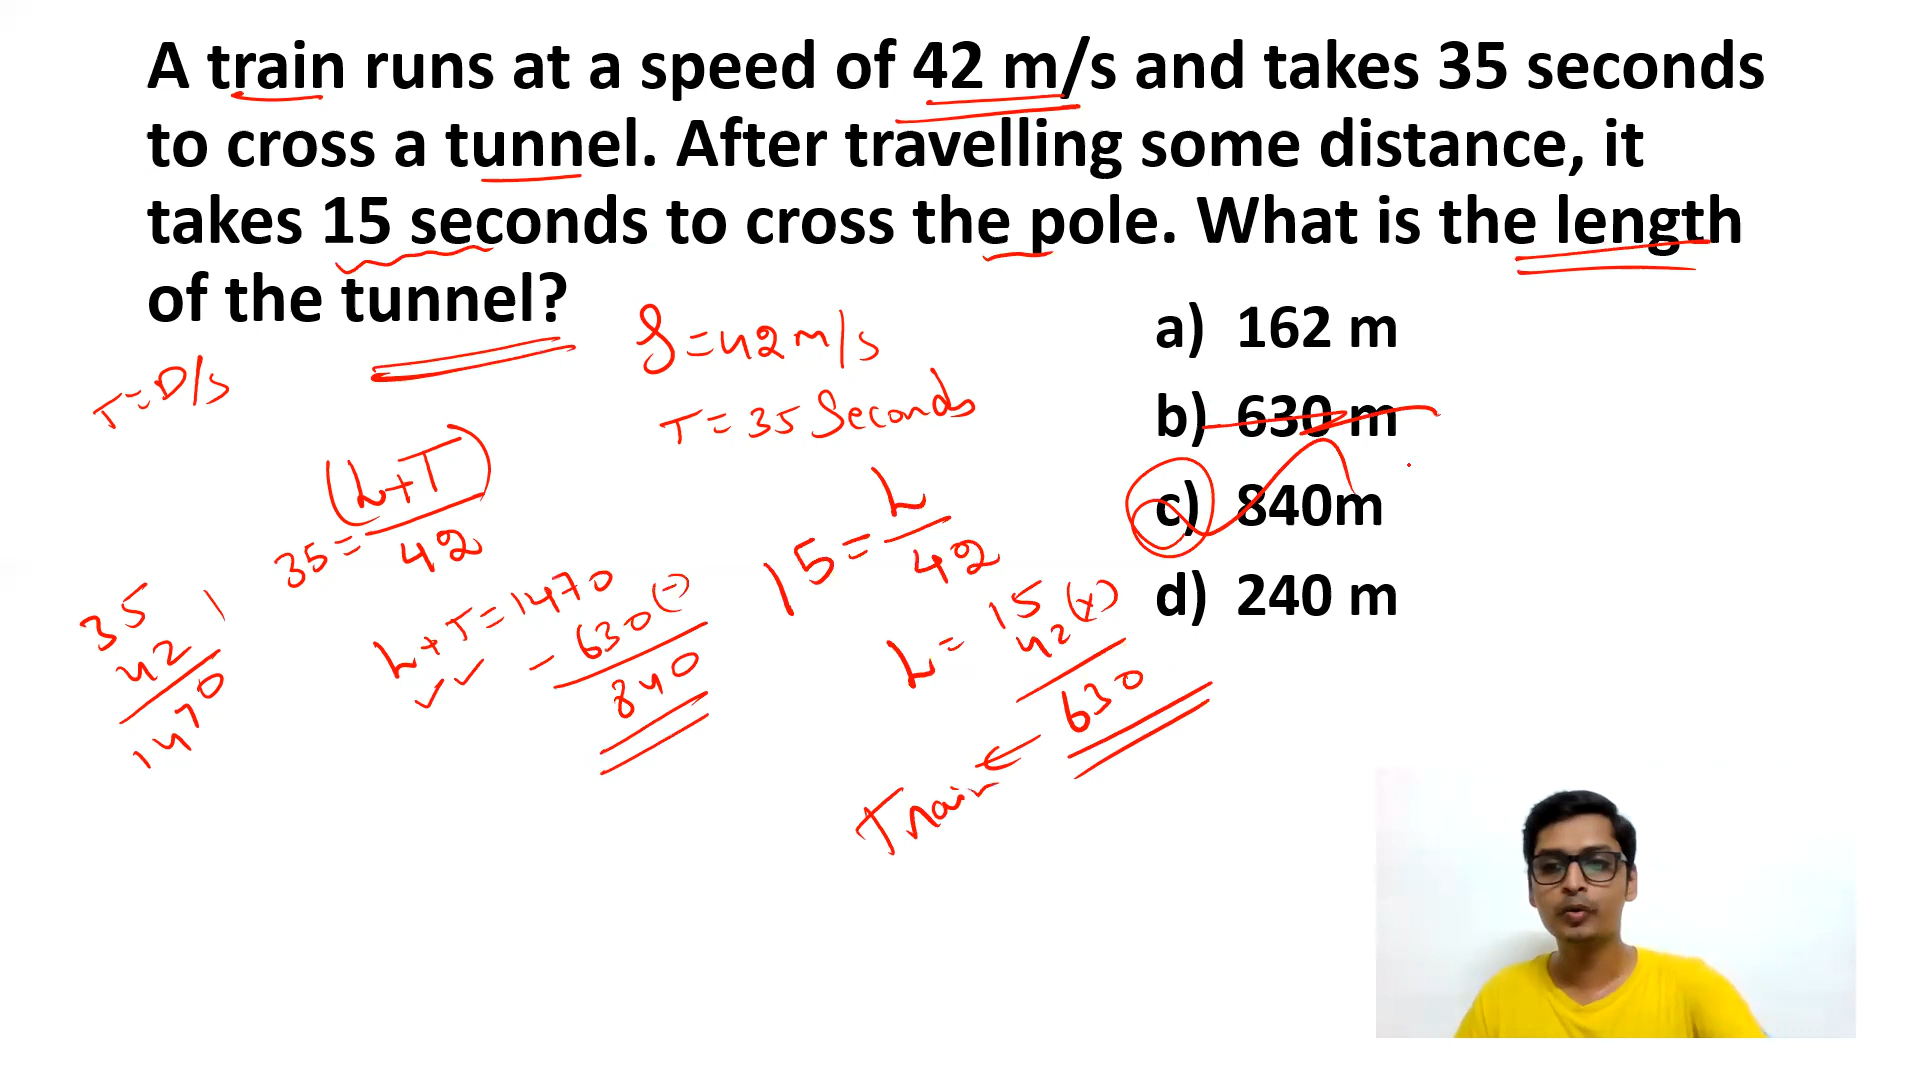 A train runs at a speed of 42 m/s and takes 35 seconds
to cross a tunnel. After travelling some distance, it
takes 15 seconds to cross the pole. What is the length
of the tunnel?
a) 162 m
b) 630 m
c) 840m
d) 240 m
T=D/S
S=42m/s
T=35 Seconds
35=(L+T)/42
15=L/42
35
42
1470
L+T=1470
-630(-)
840
L=15(x)
42
630
Train